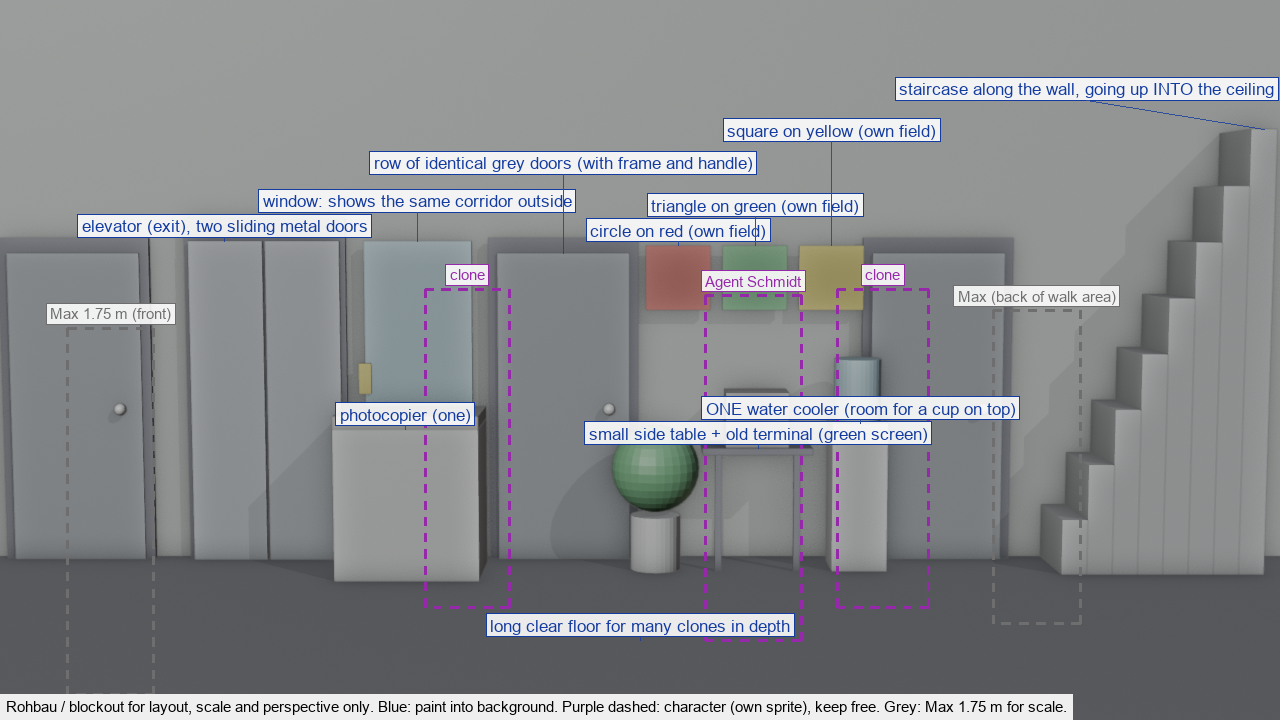 staircase along the wall, going up INTO the ceiling
square on yellow (own field)
row of identical grey doors (with frame and handle)
window: shows the same corridor outside
triangle on green (own field)
elevator (exit), two sliding metal doors
circle on red (own field)
clone
Agent Schmidt
clone
Max 1.75 m (front)
Max (back of walk area)
photocopier (one)
ONE water cooler (room for a cup on top)
small side table + old terminal (green screen)
long clear floor for many clones in depth
Rohbau / blockout for layout, scale and perspective only. Blue: paint into background. Purple dashed: character (own sprite), keep free. Grey: Max 1.75 m for scale.